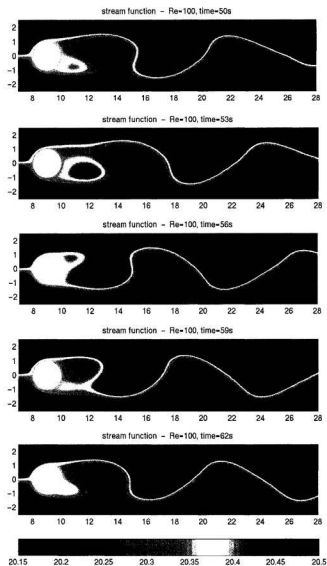 stream function - Re=100, time=50s
2
1
0
-1
-2
8 10 12 14 16 18 20 22 24 26 28
stream function - Re=100, time=53s
2
1
0
-1
-2
8 10 12 14 16 18 20 22 24 26 28
stream function - Re=100, time=56s
2
1
0
-1
-2
8 10 12 14 16 18 20 22 24 26 28
stream function - Re=100, time=59s
2
1
0
-1
-2
8 10 12 14 16 18 20 22 24 26 28
stream function - Re=100, time=62s
2
1
0
-1
-2
8 10 12 14 16 18 20 22 24 26 28
20.15 20.2 20.25 20.3 20.35 20.4 20.45 20.5